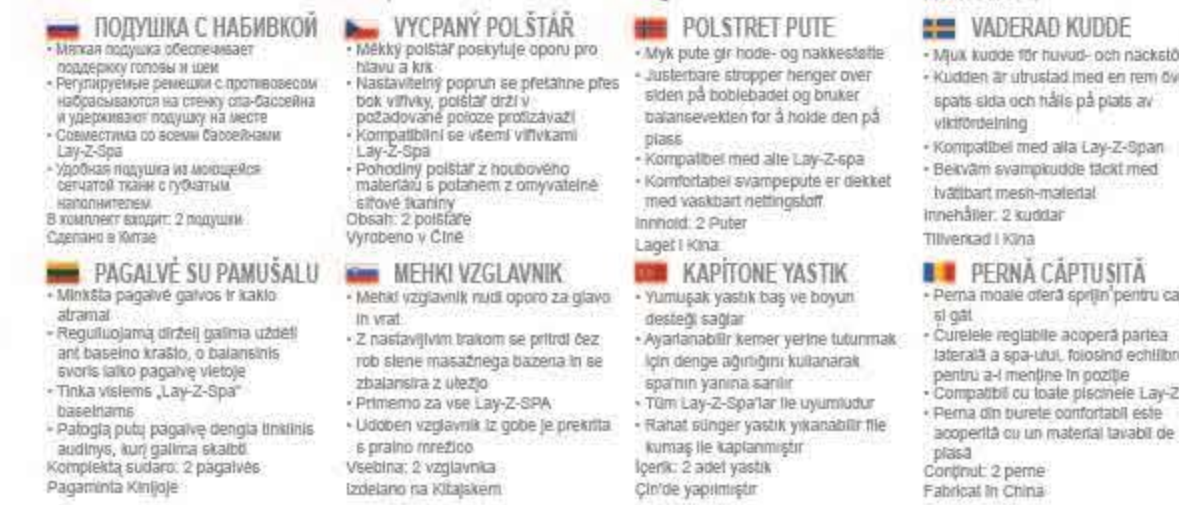 ПОДУШКА С НАБИВКОЙ
• Мягкая подушка обеспечивает
поддержку головы и шеи
• Регулируемые ремешки с противовесом
набрасываются на стенку спа-бассейна
и удерживают подушку на месте
• Совместима со всеми бассейнами
Lay-Z-Spa
• Удобная подушка из моющейся
сетчатой ткани с губчатым
наполнителем
В комплект входит: 2 подушки
Сделано в Китае
VYCPANÝ POLŠTÁŘ
• Měkký polštář poskytuje oporu pro
hlavu a krk
• Nastavitelný popruh se přetáhne přes
bok vířivky, polštář drží v
požadované poloze protizávaží
• Kompatibilní se všemi vířivkami
Lay-Z-Spa
• Pohodlný polštář z houbového
materiálu s potahem z omyvatelné
síťové tkaniny
Obsah: 2 polštáře
Vyrobeno v Číně
POLSTRET PUTE
• Myk pute gir hode- og nakkestøtte
• Justerbare stropper henger over
siden på boblebadet og bruker
balansevekten for å holde den på
plass
• Kompatibel med alle Lay-Z-spa
• Komfortabel svampepute er dekket
med vaskbart nettingstoff
Innhold: 2 Puter
Laget i Kina
VADERAD KUDDE
• Mjuk kudde för huvud- och nackstö
• Kudden är utrustad med en rem öv
spats sida och hålls på plats av
viktfördelning
• Kompatibel med alla Lay-Z-Span
• Bekväm svampkudde täckt med
tvättbart mesh-material
Innehåller: 2 kuddar
Tillverkad i Kina
PAGALVĖ SU PAMUŠALU
• Minkšta pagalvė galvos ir kaklo
atramai
• Reguliuojamą dirželį galima uždėti
ant baseino krašto, o balansinis
svoris laiko pagalvę vietoje
• Tinka visiems „Lay-Z-Spa“
baseinams
• Patogią putų pagalvę dengia tinklinis
audinys, kurį galima skalbti.
Komplektą sudaro: 2 pagalvės
Pagaminta Kinijoje
MEHKI VZGLAVNIK
• Mehki vzglavnik nudi oporo za glavo
in vrat
• Z nastavljivim trakom se pritrdi čez
rob stene masažnega bazena in se
zbalansira z utežjo
• Primerno za vse Lay-Z-SPA
• Udoben vzglavnik iz gobe je prekrita
s pralno mrežico
Vsebina: 2 vzglavnika
Izdelano na Kitajskem
KAPİTONE YASTIK
• Yumuşak yastık baş ve boyun
desteği sağlar
• Ayarlanabilir kemer yerine tutunmak
için denge ağırlığını kullanarak
spa'nın yanına sarılır
• Tüm Lay-Z-Spa'lar ile uyumludur
• Rahat sünger yastık yıkanabilir file
kumaş ile kaplanmıştır
İçerik: 2 adet yastık
Çin'de yapılmıştır
PERNĂ CĂPTUȘITĂ
• Perna moale oferă sprijin pentru ca
și gât
• Curelele reglabile acoperă partea
laterală a spa-ului, folosind echilibr
pentru a-l menține în poziție
• Compatibil cu toate piscinele Lay-Z
• Perna din burete confortabil este
acoperită cu un material lavabil de
plasă
Conținut: 2 perne
Fabricat în China